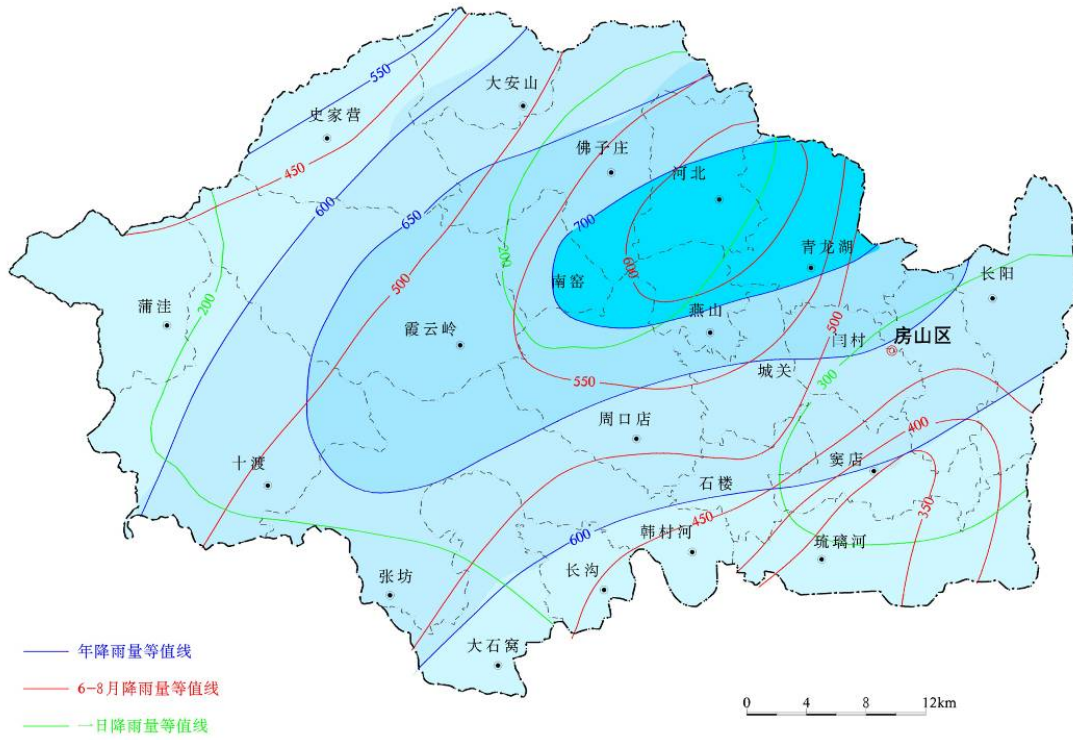 550
大安山
史家营
佛子庄
450
河北
600
650
700
200
青龙湖
600
500
南窑
长阳
200
蒲洼
燕山
500
霞云岭
闫村
房山区
550
城关
300
周口店
400
十渡
窦店
石楼
350
450
600
韩村河
琉璃河
长沟
张坊
大石窝
年降雨量等值线
6-8月降雨量等值线
一日降雨量等值线
0 4 8 12km